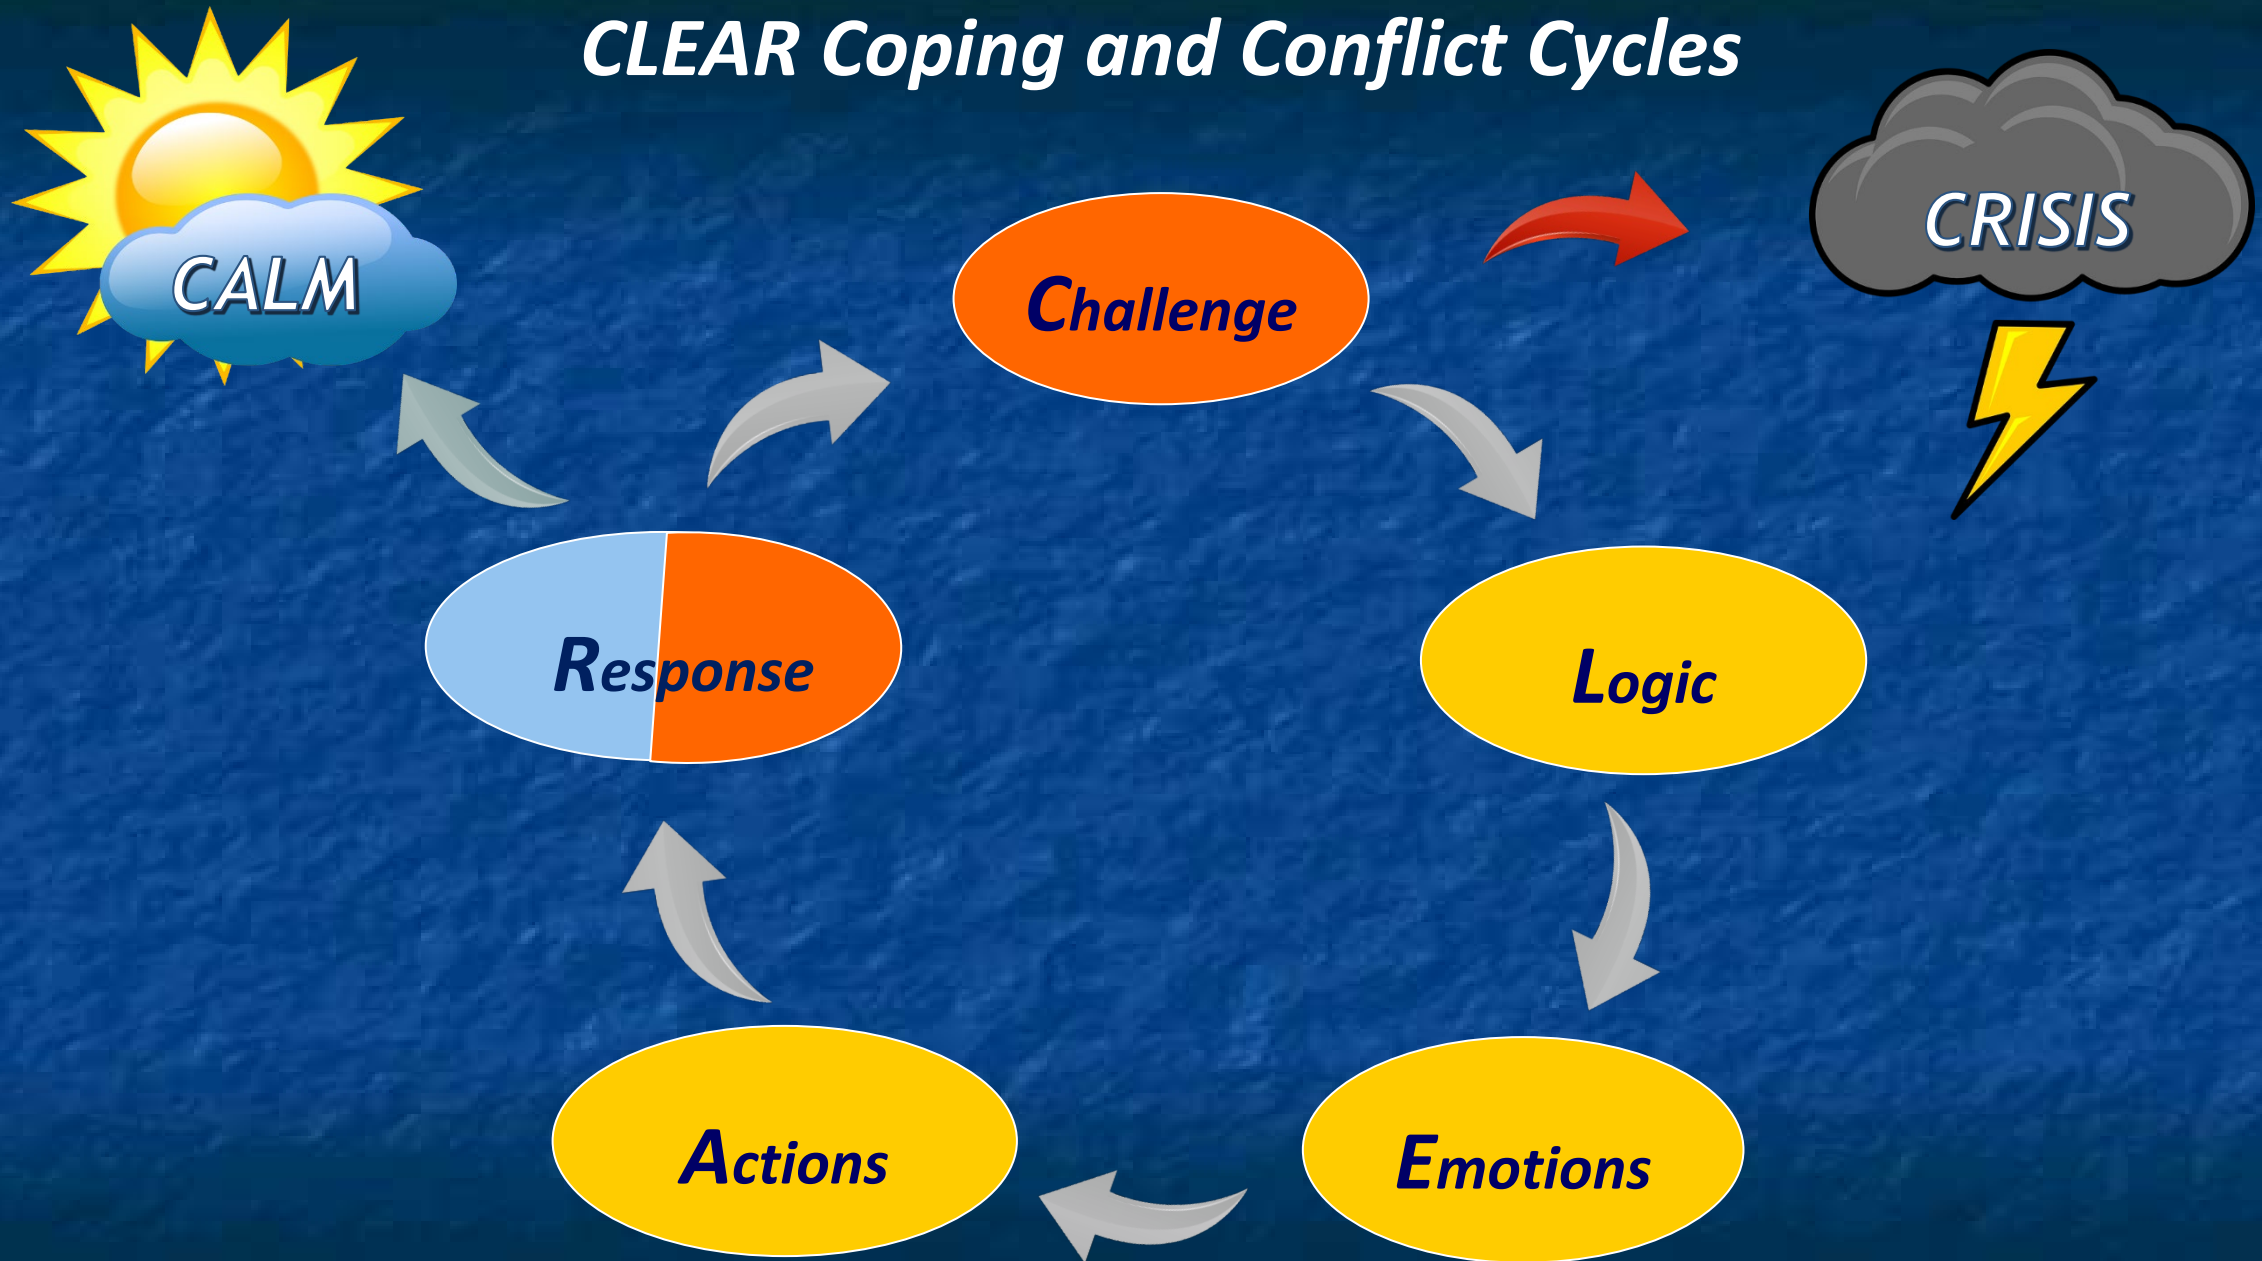 CLEAR Coping and Conflict Cycles
CALM
CRISIS
Challenge
Response
Logic
Actions
Emotions